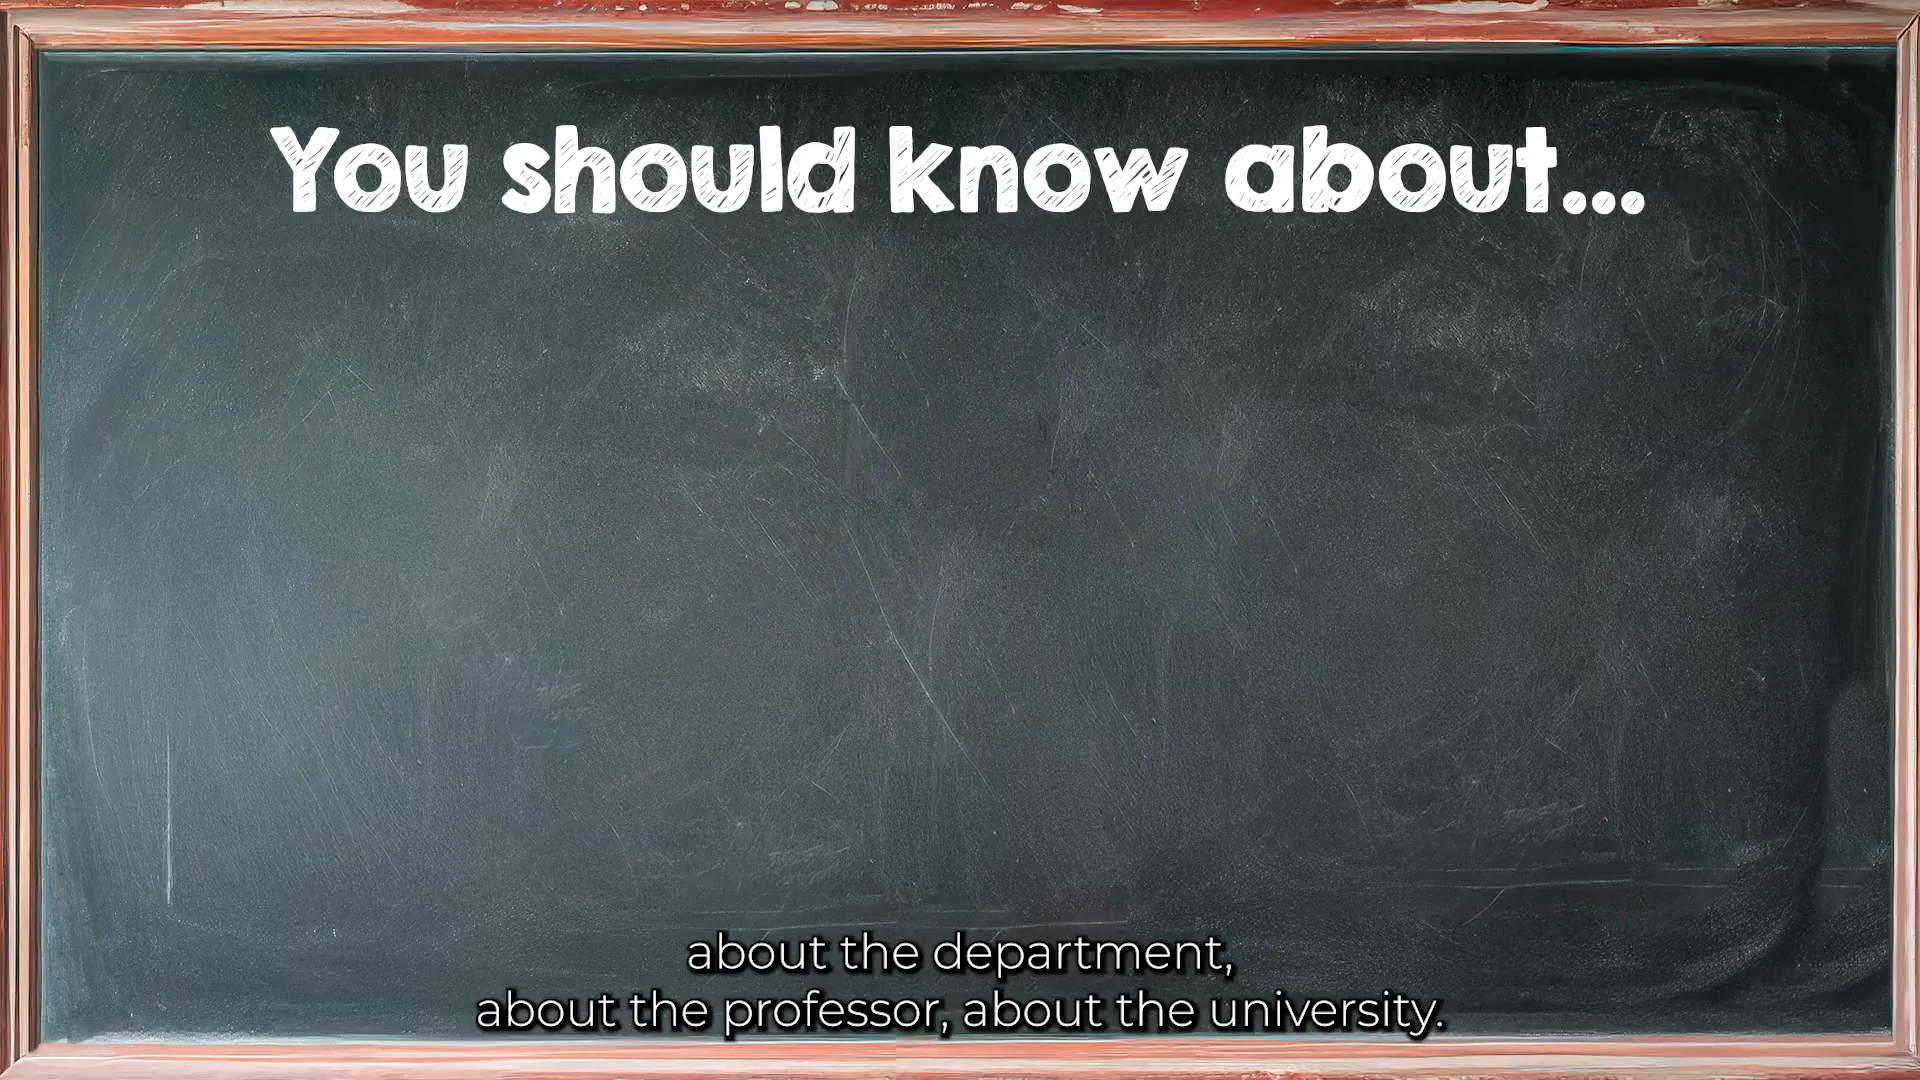 You should know about...
about the department,
about the professor, about the university.